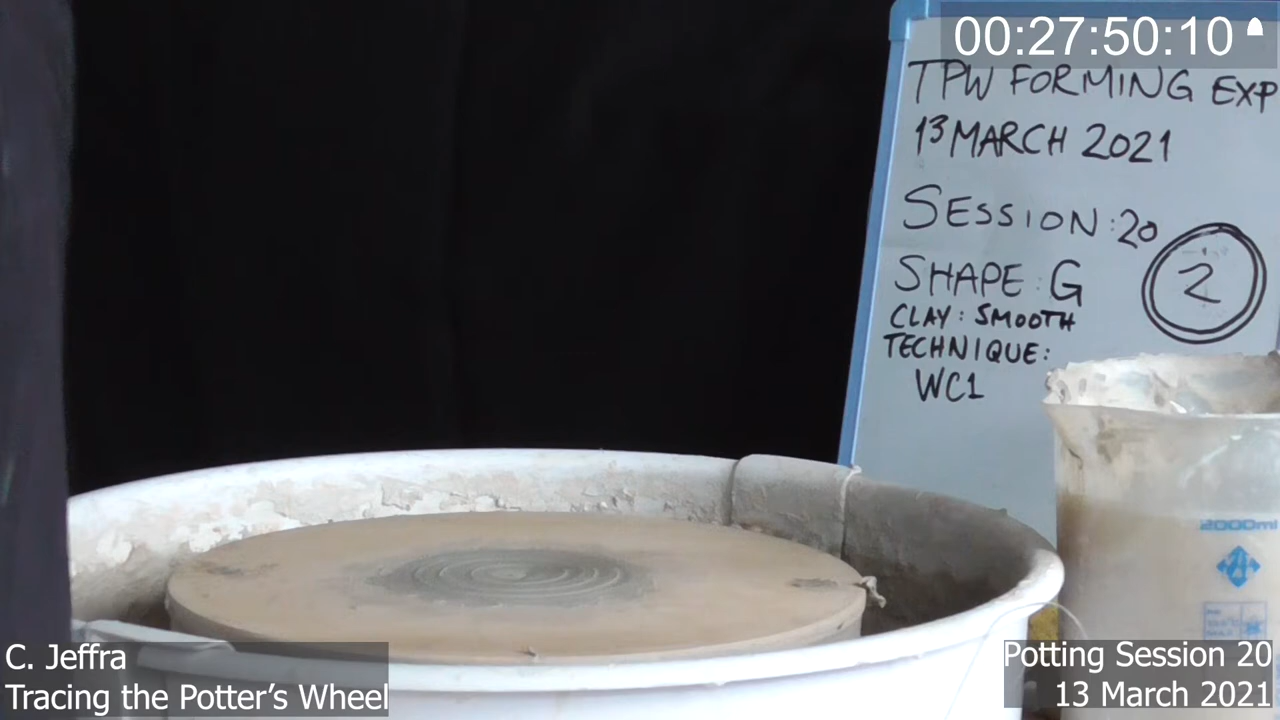 00:27:50:10
TPW FORMING EXP
13 MARCH 2021
SESSION: 20
SHAPE: G
2
CLAY: SMOOTH
TECHNIQUE:
WC1
2000ml
C. Jeffra
Tracing the Potter's Wheel
Potting Session 20
13 March 2021